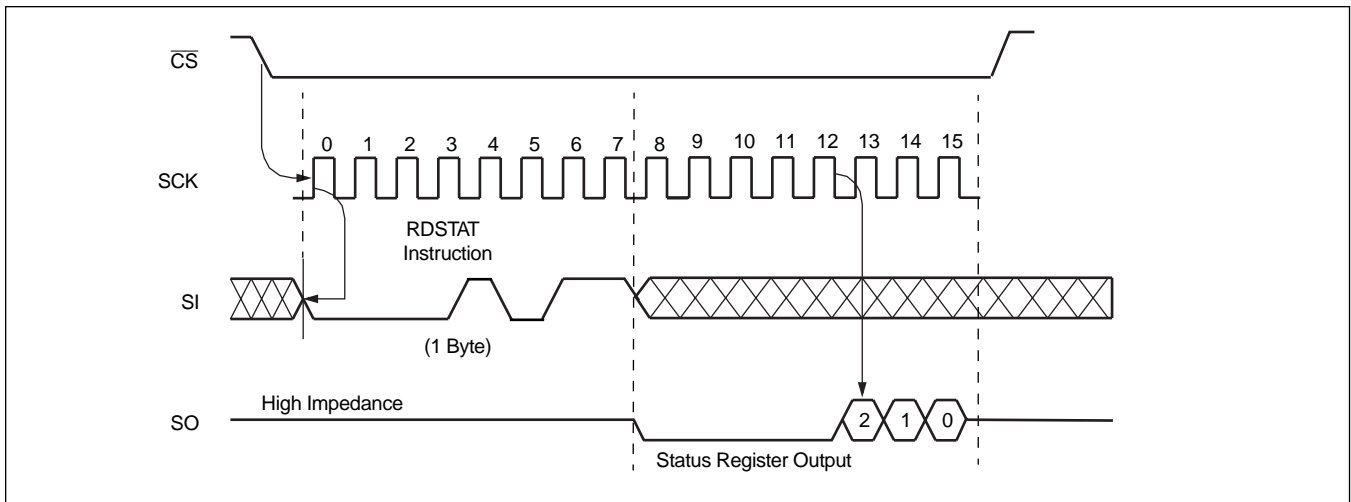 CS
0 1 2 3 4 5 6 7 8 9 10 11 12 13 14 15
SCK
RDSTAT
Instruction
SI
(1 Byte)
High Impedance
SO
2 1 0
Status Register Output